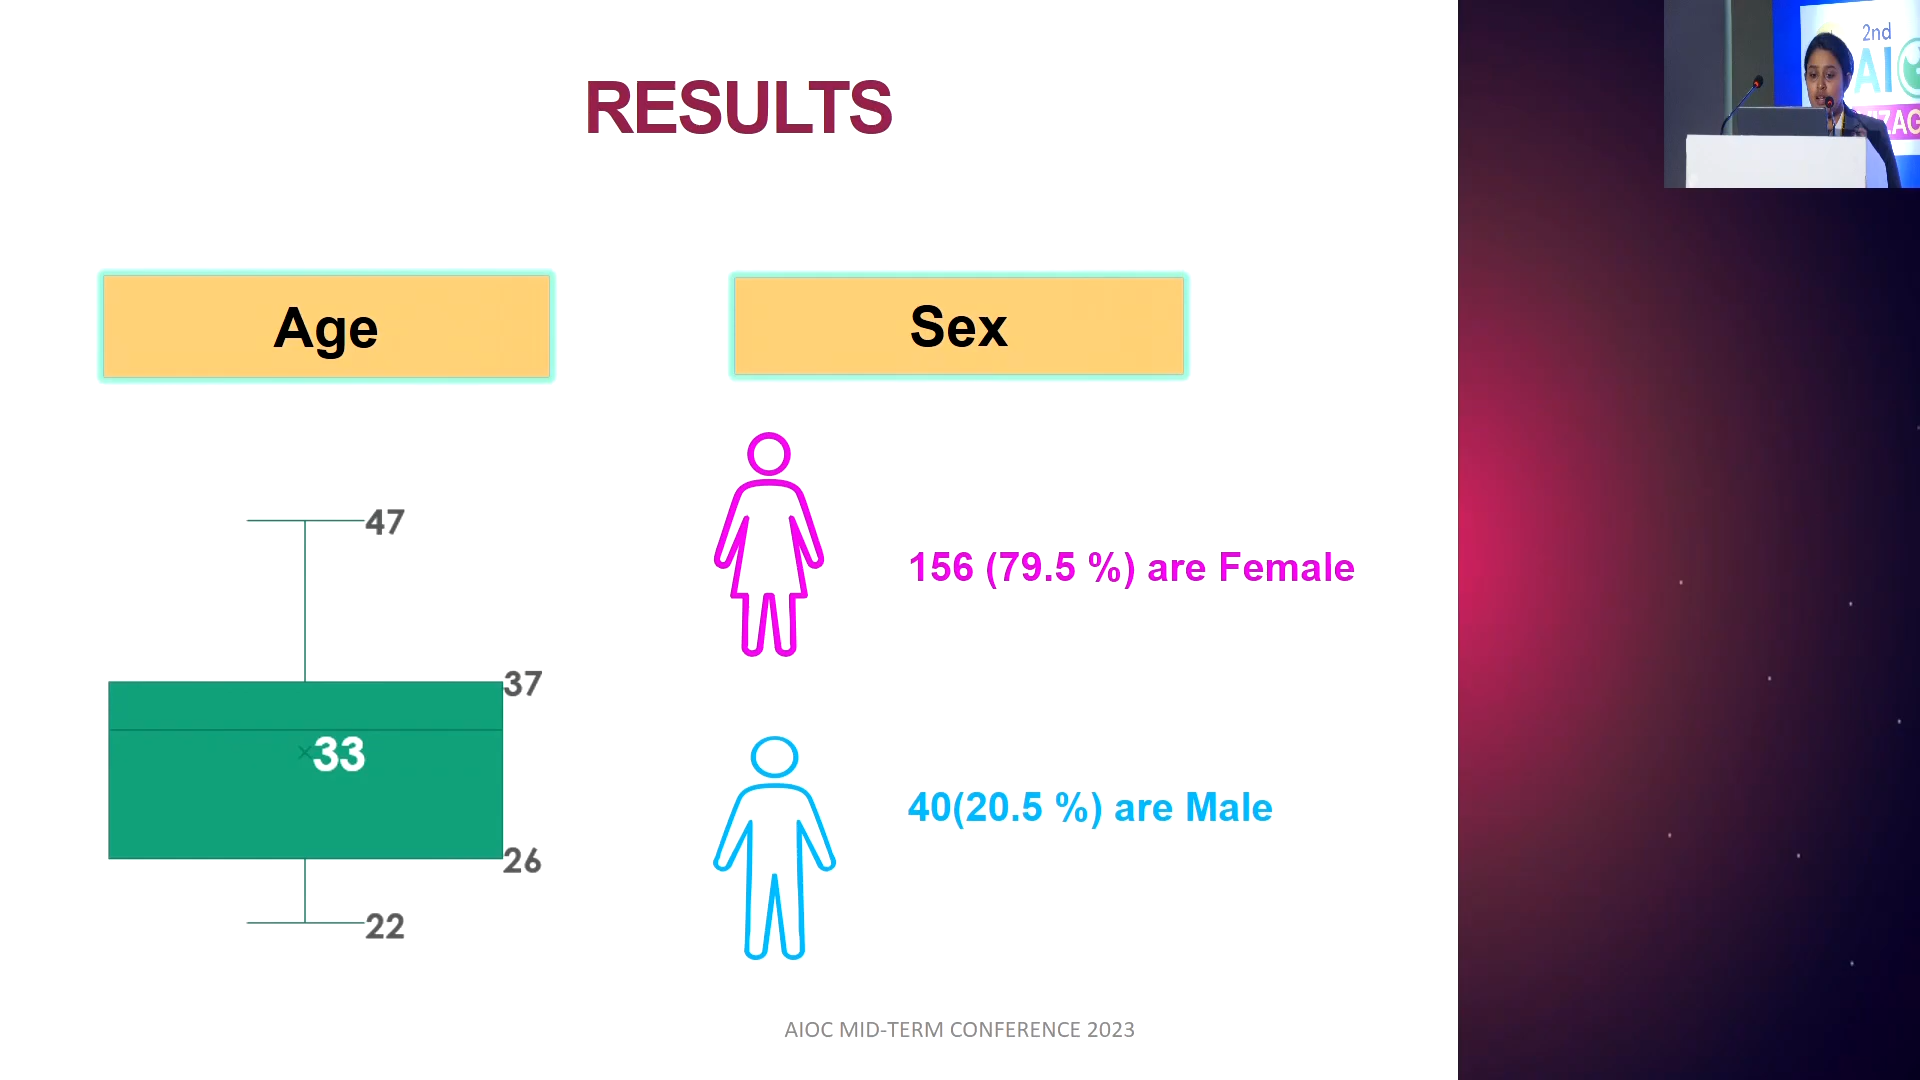 RESULTS
2nd
AI
IZAG
Age
Sex
47
37
33
26
22
156 (79.5 %) are Female
40(20.5 %) are Male
AIOC MID-TERM CONFERENCE 2023